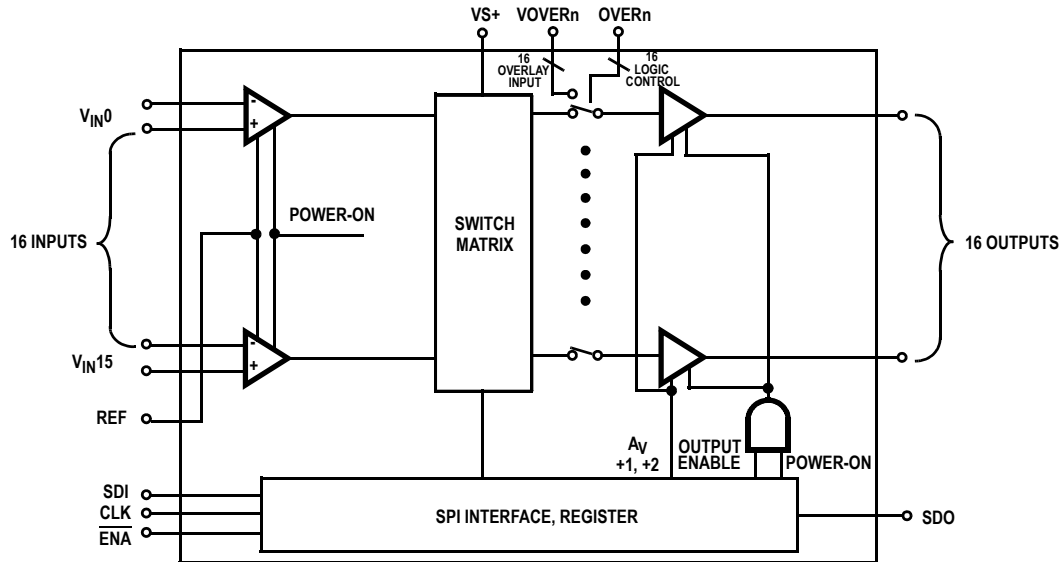 VS+ VOVERn OVERn
16
OVERLAY
INPUT
16
LOGIC
CONTROL
VIN0
-
+
POWER-ON
SWITCH
MATRIX
16 INPUTS
16 OUTPUTS
-
+
VIN15
REF
AV
+1, +2
OUTPUT
ENABLE
POWER-ON
SDI
CLK
ENA
SPI INTERFACE, REGISTER
SDO